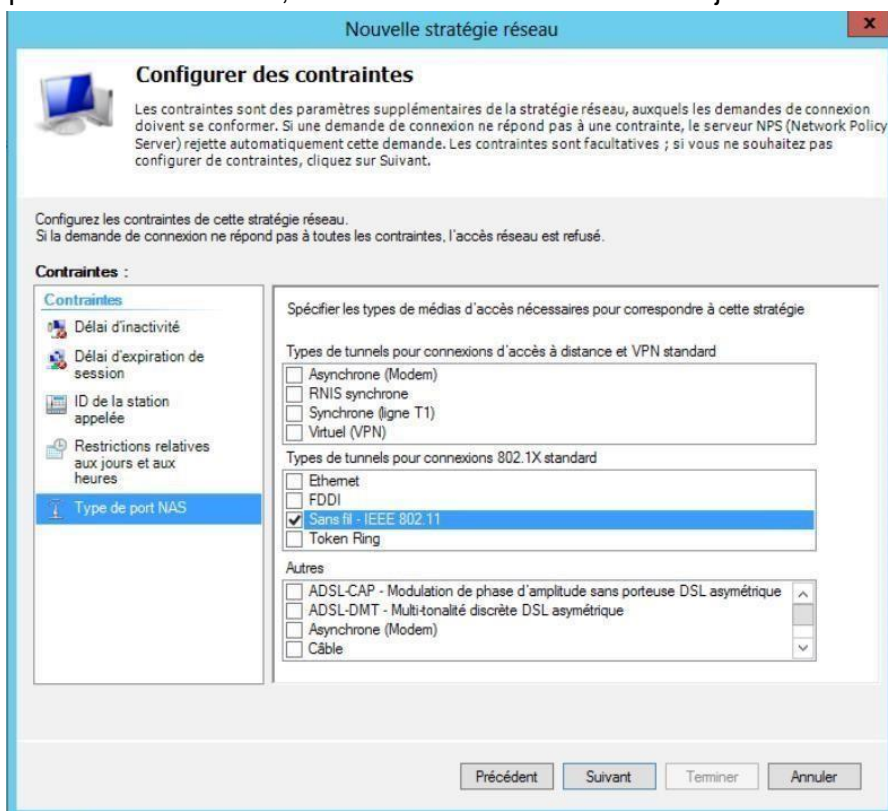 Nouvelle stratégie réseau
x
Configurer des contraintes
Les contraintes sont des paramètres supplémentaires de la stratégie réseau, auxquels les demandes de connexion
doivent se conformer. Si une demande de connexion ne répond pas à une contrainte, le serveur NPS (Network Policy
Server) rejette automatiquement cette demande. Les contraintes sont facultatives ; si vous ne souhaitez pas
configurer de contraintes, cliquez sur Suivant.
Configurez les contraintes de cette stratégie réseau.
Si la demande de connexion ne répond pas à toutes les contraintes, l'accès réseau est refusé.
Contraintes :
Contraintes
Délai d'inactivité
Délai d'expiration de
session
ID de la station
appelée
Restrictions relatives
aux jours et aux
heures
Type de port NAS
Spécifier les types de médias d'accès nécessaires pour correspondre à cette stratégie
Types de tunnels pour connexions d'accès à distance et VPN standard
Asynchrone (Modem)
RNIS synchrone
Synchrone (ligne T1)
Virtuel (VPN)
Types de tunnels pour connexions 802.1X standard
Ethernet
FDDI
Sans fil - IEEE 802.11
Token Ring
Autres
ADSL-CAP - Modulation de phase d'amplitude sans porteuse DSL asymétrique
ADSL-DMT - Multi-tonalité discrète DSL asymétrique
Asynchrone (Modem)
Câble
Précédent
Suivant
Terminer
Annuler